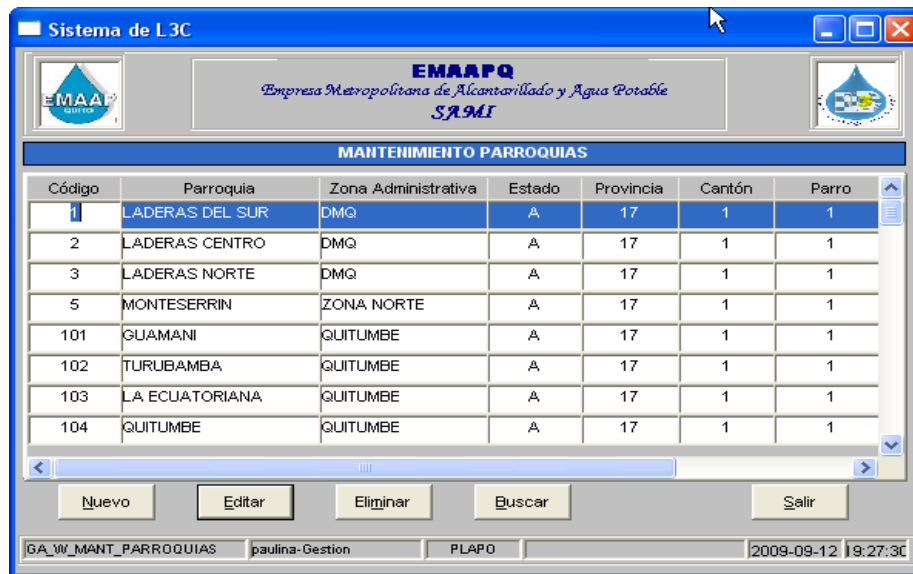 Sistema de L3C
EMAAP
QUITO
EMAAPQ
Empresa Metropolitana de Alcantarillado y Agua Potable
SAMI
MANTENIMIENTO PARROQUIAS
Código Parroquia Zona Administrativa Estado Provincia Cantón Parro
1 LADERAS DEL SUR DMQ A 17 1 1
2 LADERAS CENTRO DMQ A 17 1 1
3 LADERAS NORTE DMQ A 17 1 1
5 MONTESERRIN ZONA NORTE A 17 1 1
101 GUAMANI QUITUMBE A 17 1 1
102 TURUBAMBA QUITUMBE A 17 1 1
103 LA ECUATORIANA QUITUMBE A 17 1 1
104 QUITUMBE QUITUMBE A 17 1 1
Nuevo Editar Eliminar Buscar Salir
GA_W_MANT_PARROQUIAS paulina-Gestion PLAPO 2009-09-12 19:27:30